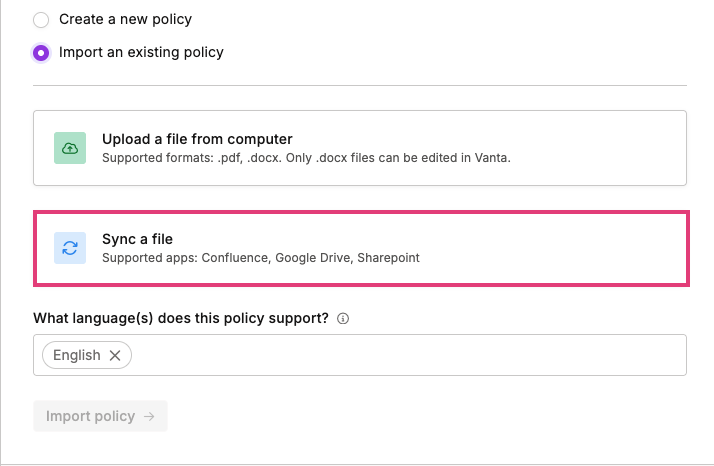 Create a new policy
Import an existing policy
Upload a file from computer
Supported formats: .pdf, .docx. Only .docx files can be edited in Vanta.
Sync a file
Supported apps: Confluence, Google Drive, Sharepoint
What language(s) does this policy support?
English
Import policy